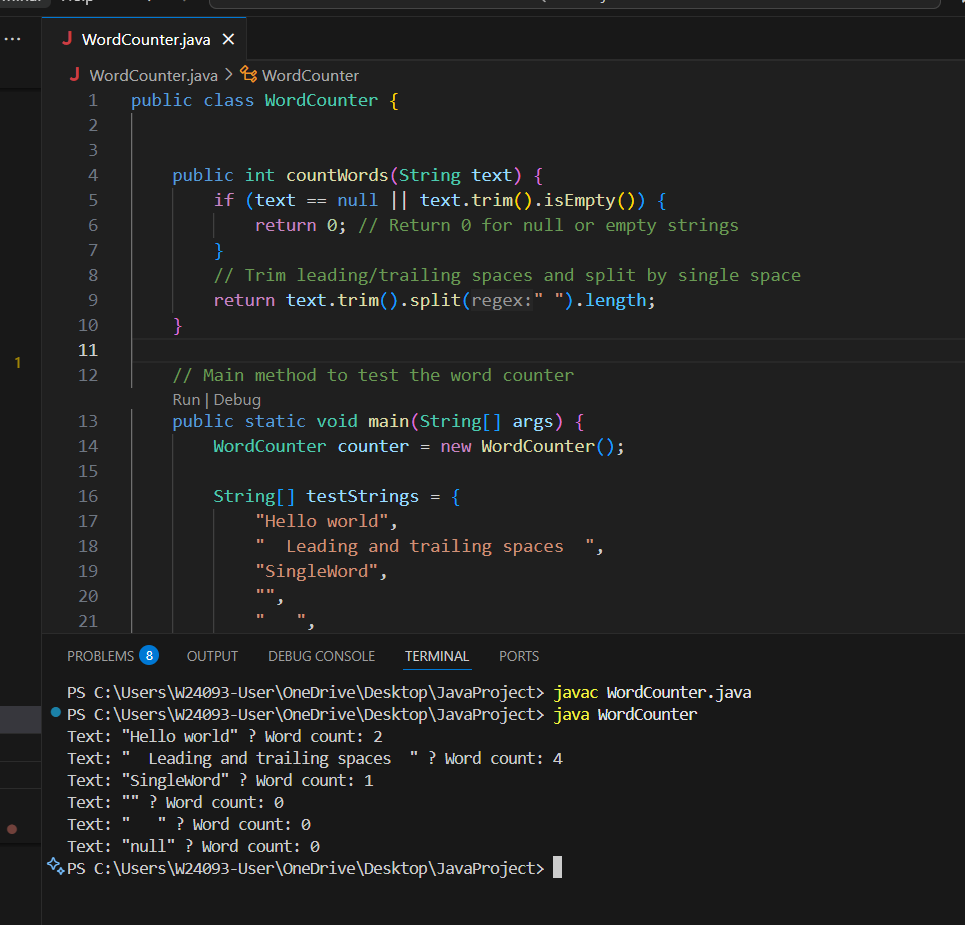 WordCounter.java
WordCounter.java > WordCounter
1 public class WordCounter {
2
3
4     public int countWords(String text) {
5         if (text == null || text.trim().isEmpty()) {
6             return 0; // Return 0 for null or empty strings
7         }
8         // Trim leading/trailing spaces and split by single space
9         return text.trim().split(regex:" ").length;
10     }
11
1
12     // Main method to test the word counter
Run | Debug
13     public static void main(String[] args) {
14         WordCounter counter = new WordCounter();
15
16         String[] testStrings = {
17             "Hello world",
18             "  Leading and trailing spaces  ",
19             "SingleWord",
20             "",
21             "   ",
PROBLEMS 8 OUTPUT DEBUG CONSOLE TERMINAL PORTS
PS C:\Users\W24093-User\OneDrive\Desktop\JavaProject> javac WordCounter.java
PS C:\Users\W24093-User\OneDrive\Desktop\JavaProject> java WordCounter
Text: "Hello world" ? Word count: 2
Text: "  Leading and trailing spaces  " ? Word count: 4
Text: "SingleWord" ? Word count: 1
Text: "" ? Word count: 0
Text: "   " ? Word count: 0
Text: "null" ? Word count: 0
PS C:\Users\W24093-User\OneDrive\Desktop\JavaProject>